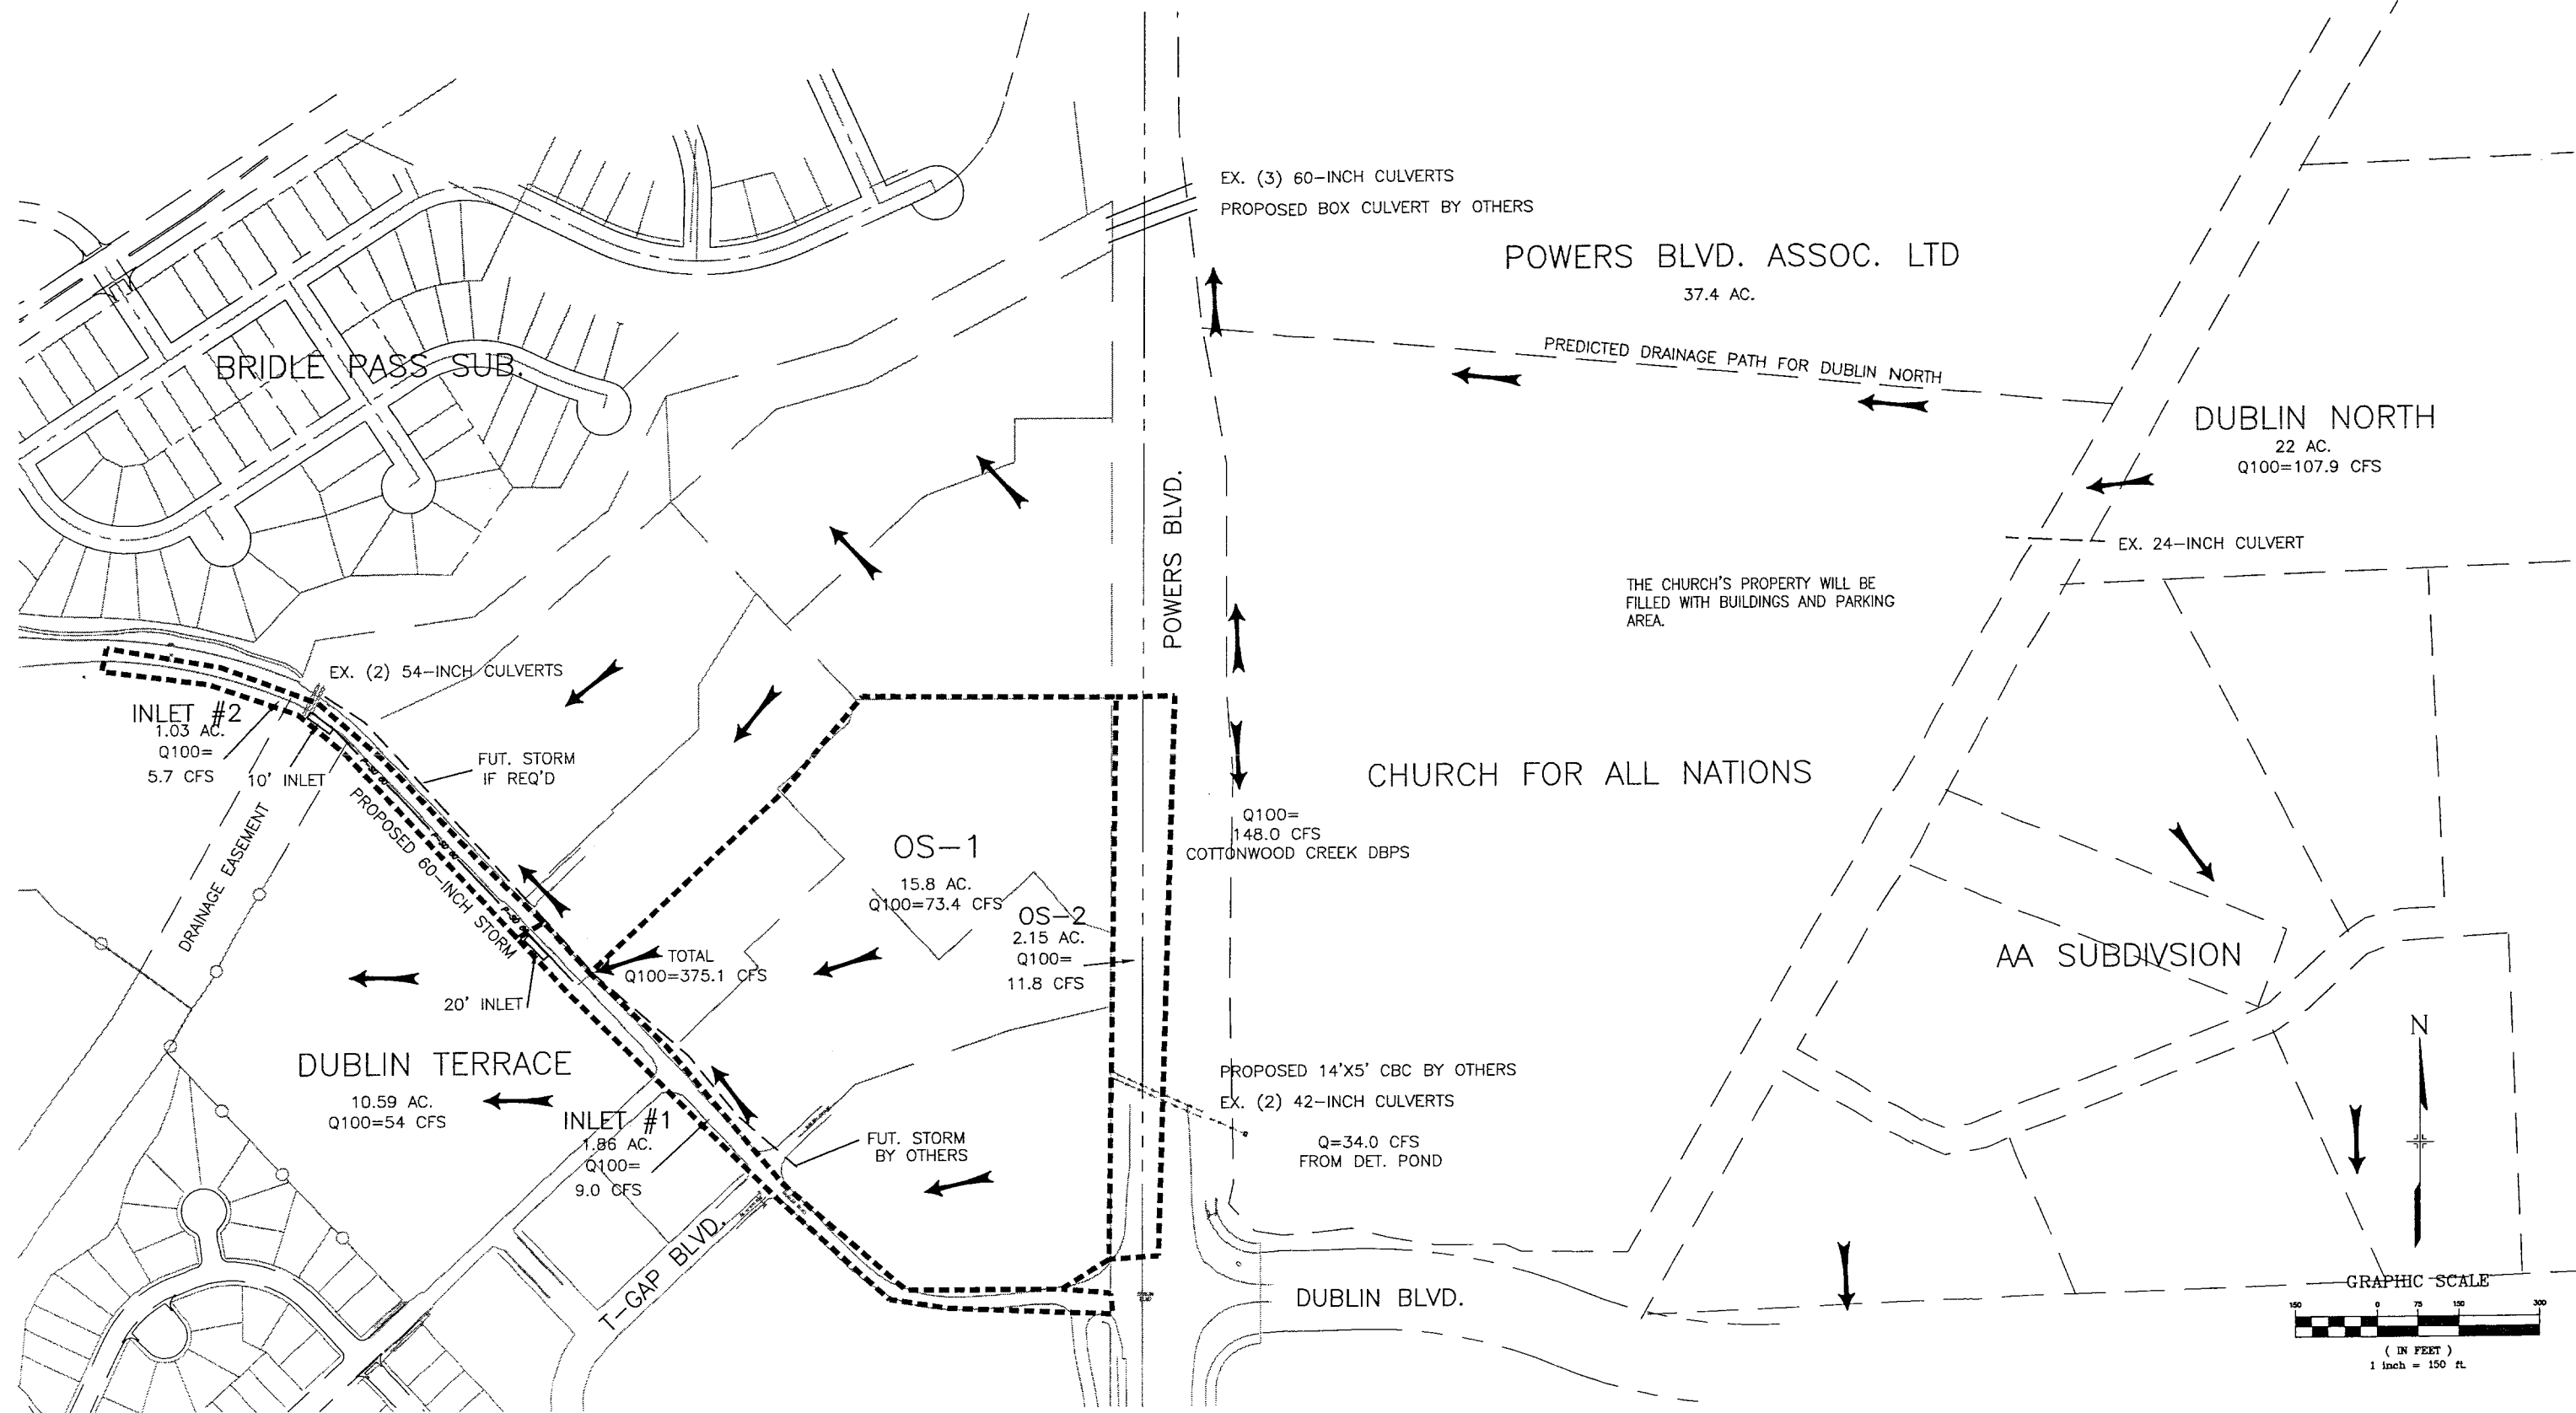 EX. (3) 60-INCH CULVERTS
PROPOSED BOX CULVERT BY OTHERS
POWERS BLVD. ASSOC. LTD
37.4 AC.
PREDICTED DRAINAGE PATH FOR DUBLIN NORTH
BRIDLE PASS SUB.
DUBLIN NORTH
22 AC.
Q100=107.9 CFS
EX. 24-INCH CULVERT
POWERS BLVD.
THE CHURCH'S PROPERTY WILL BE
FILLED WITH BUILDINGS AND PARKING
AREA.
EX. (2) 54-INCH CULVERTS
INLET #2
1.03 AC.
Q100=
5.7 CFS
10' INLET
FUT. STORM
IF REQ'D
PROPOSED 60-INCH STORM
DRAINAGE EASEMENT
CHURCH FOR ALL NATIONS
Q100=
148.0 CFS
COTTONWOOD CREEK DBPS
OS-1
15.8 AC.
Q100=73.4 CFS
OS-2
2.15 AC.
Q100=
11.8 CFS
TOTAL
Q100=375.1 CFS
20' INLET
AA SUBDIVSION
DUBLIN TERRACE
10.59 AC.
Q100=54 CFS
INLET #1
1.86 AC.
Q100=
9.0 CFS
FUT. STORM
BY OTHERS
PROPOSED 14'X5' CBC BY OTHERS
EX. (2) 42-INCH CULVERTS
Q=34.0 CFS
FROM DET. POND
T-GAP BLVD.
DUBLIN BLVD.
N
GRAPHIC SCALE
150 0 75 150 300
( IN FEET )
1 inch = 150 ft.